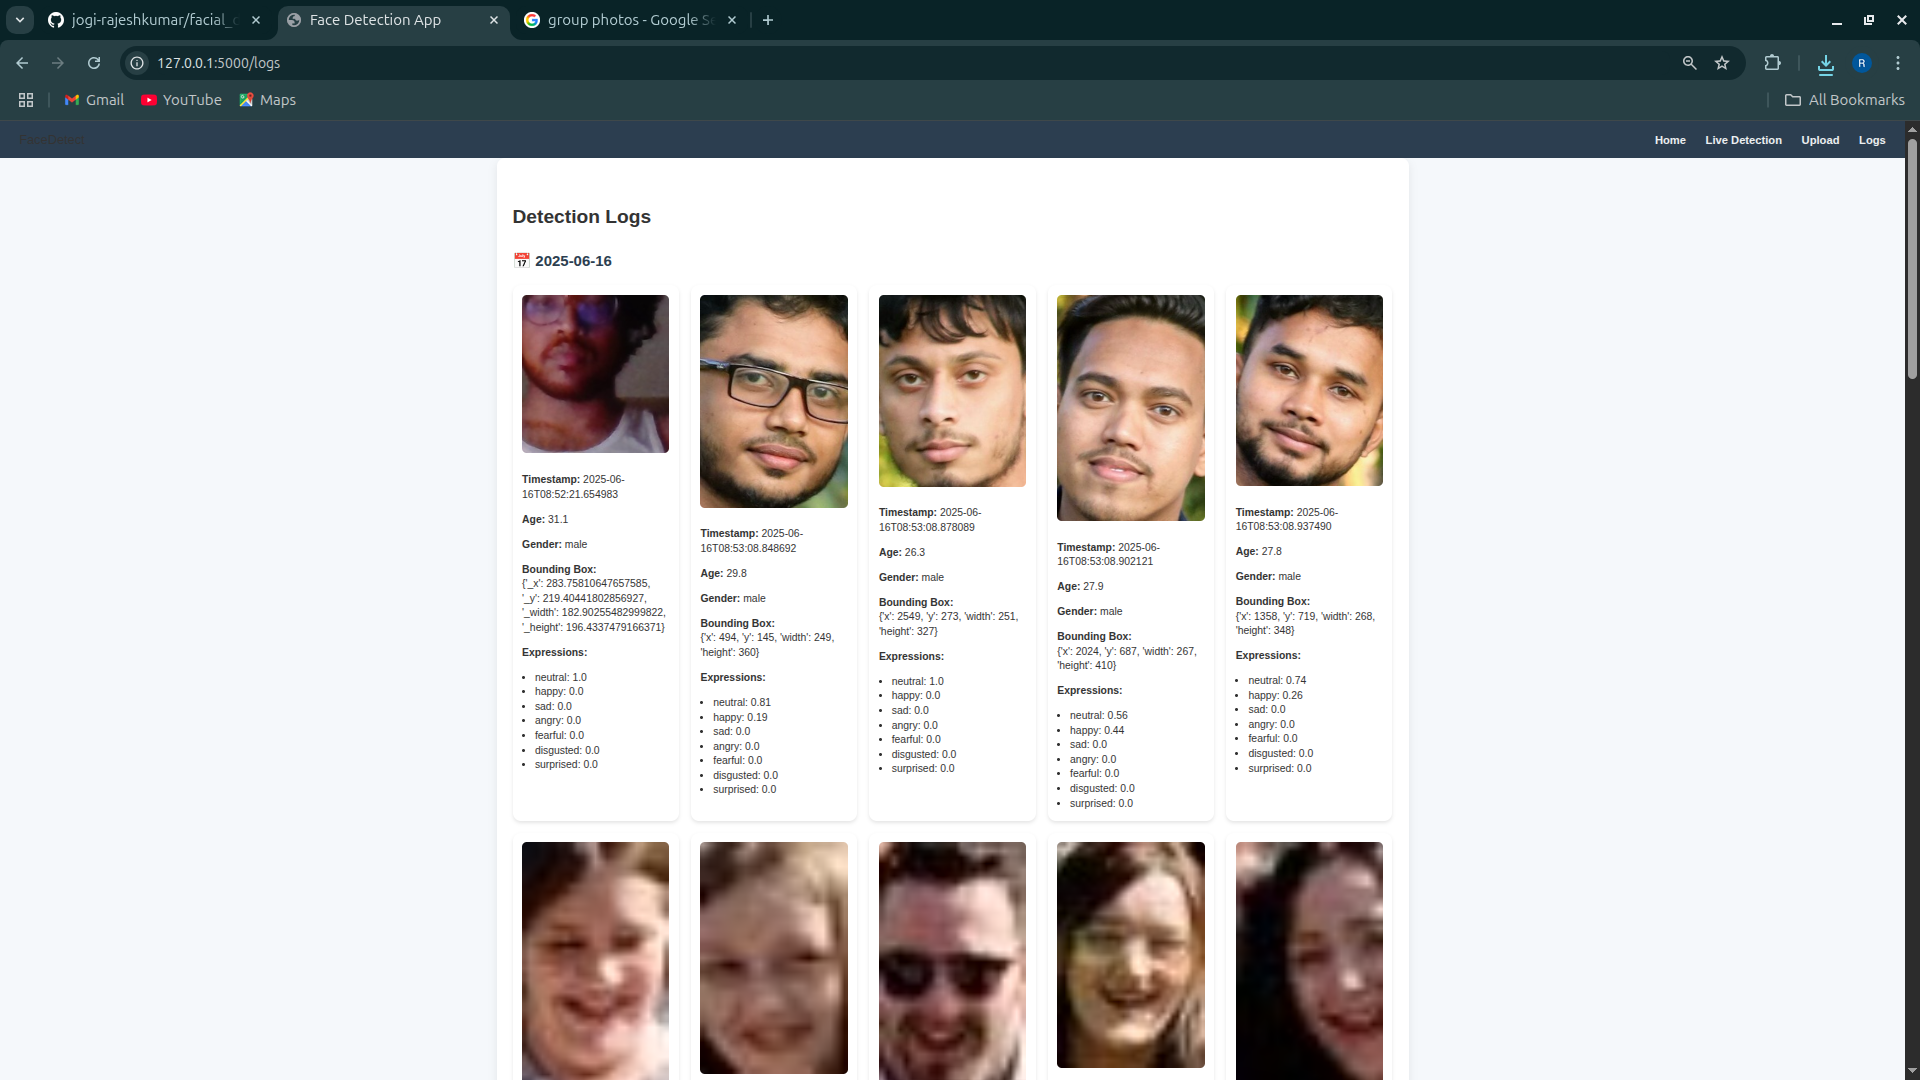 jogi-rajeshkumar/facial_
Face Detection App
group photos - Google Se
127.0.0.1:5000/logs
R
Gmail
YouTube
Maps
All Bookmarks
FaceDetect
Home
Live Detection
Upload
Logs
Detection Logs
2025-06-16
Timestamp: 2025-06-
16T08:52:21.654983
Age: 31.1
Gender: male
Bounding Box:
{'_x': 283.75810647657585,
'_y': 219.40441802856927,
'_width': 182.90255482999822,
'_height': 196.4337479166371}
Expressions:
neutral: 1.0
happy: 0.0
sad: 0.0
angry: 0.0
fearful: 0.0
disgusted: 0.0
surprised: 0.0
Timestamp: 2025-06-
16T08:53:08.848692
Age: 29.8
Gender: male
Bounding Box:
{'x': 494, 'y': 145, 'width': 249,
'height': 360}
Expressions:
neutral: 0.81
happy: 0.19
sad: 0.0
angry: 0.0
fearful: 0.0
disgusted: 0.0
surprised: 0.0
Timestamp: 2025-06-
16T08:53:08.878089
Age: 26.3
Gender: male
Bounding Box:
{'x': 2549, 'y': 273, 'width': 251,
'height': 327}
Expressions:
neutral: 1.0
happy: 0.0
sad: 0.0
angry: 0.0
fearful: 0.0
disgusted: 0.0
surprised: 0.0
Timestamp: 2025-06-
16T08:53:08.902121
Age: 27.9
Gender: male
Bounding Box:
{'x': 2024, 'y': 687, 'width': 267,
'height': 410}
Expressions:
neutral: 0.56
happy: 0.44
sad: 0.0
angry: 0.0
fearful: 0.0
disgusted: 0.0
surprised: 0.0
Timestamp: 2025-06-
16T08:53:08.937490
Age: 27.8
Gender: male
Bounding Box:
{'x': 1358, 'y': 719, 'width': 268,
'height': 348}
Expressions:
neutral: 0.74
happy: 0.26
sad: 0.0
angry: 0.0
fearful: 0.0
disgusted: 0.0
surprised: 0.0